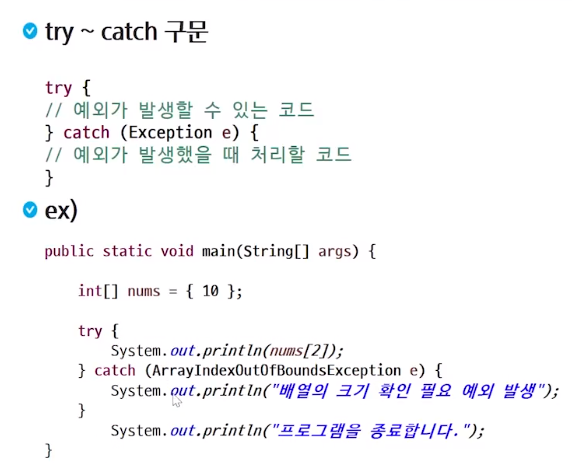 try ~ catch 구문
try {
// 예외가 발생할 수 있는 코드
} catch (Exception e) {
// 예외가 발생했을 때 처리할 코드
}
ex)
public static void main(String[] args) {
int[] nums = { 10 };
try {
System.out.println(nums[2]);
} catch (ArrayIndexOutOfBoundsException e) {
System.out.println("배열의 크기 확인 필요 예외 발생");
}
System.out.println("프로그램을 종료합니다.");
}